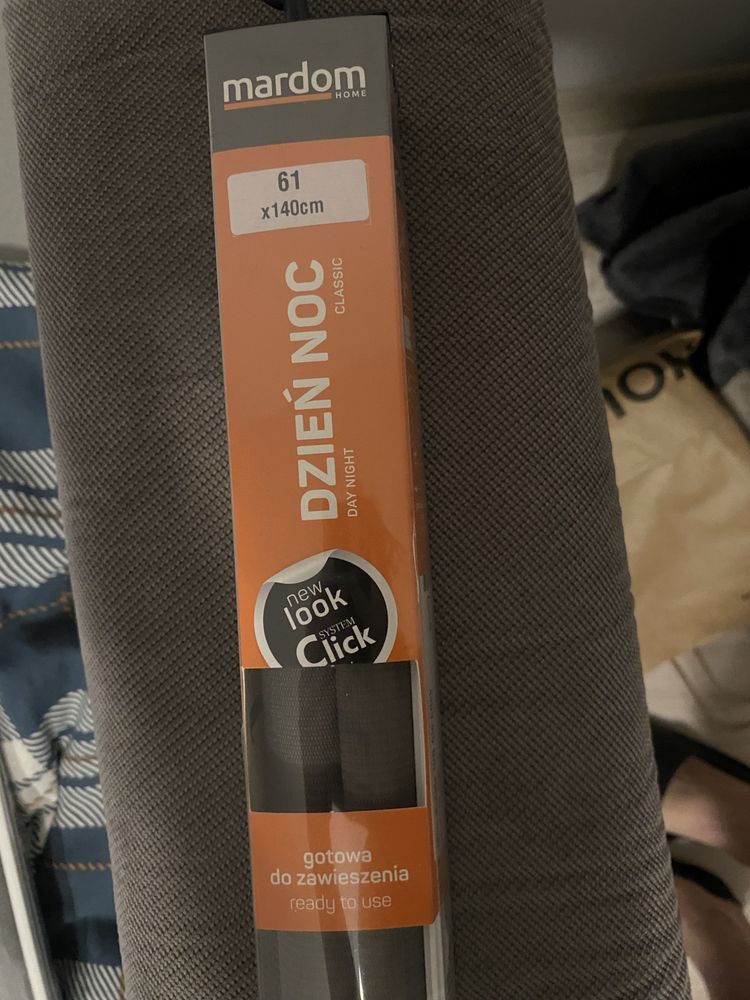 mardom
HOME
61
x140cm
DZIEŃ NOC
CLASSIC
DAY NIGHT
new
look
SYSTEM
Click
gotowa
do zawieszenia
ready to use